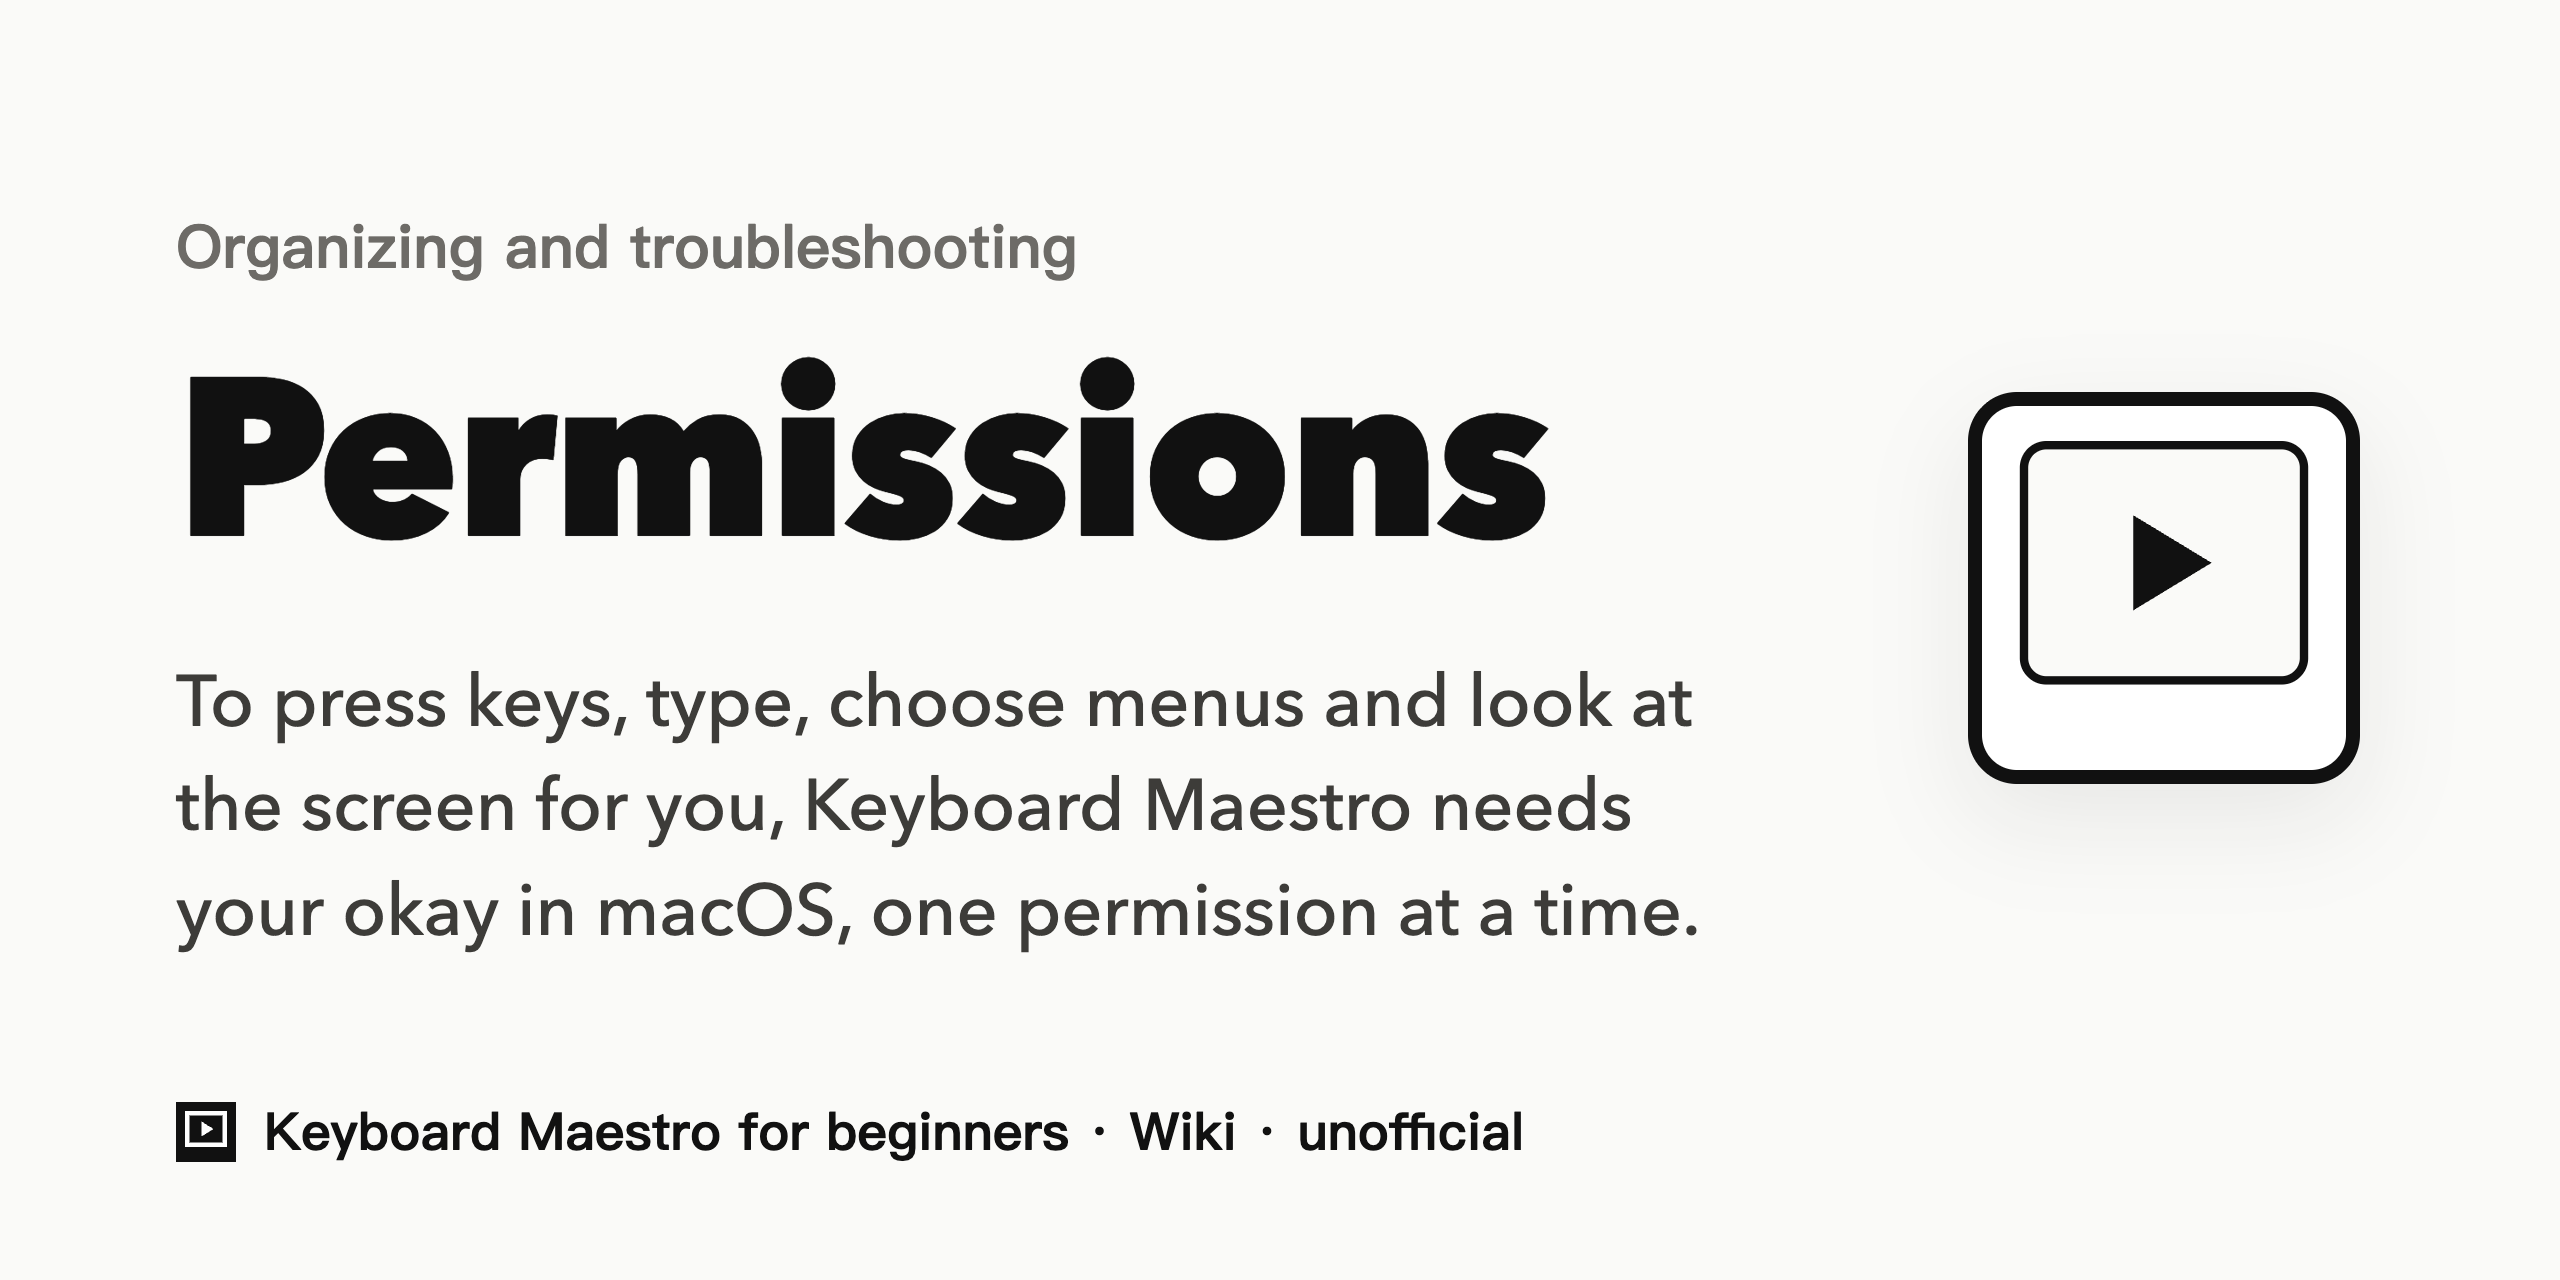 Organizing and troubleshooting
Permissions
To press keys, type, choose menus and look at
the screen for you, Keyboard Maestro needs
your okay in macOS, one permission at a time.
Keyboard Maestro for beginners · Wiki · unofficial